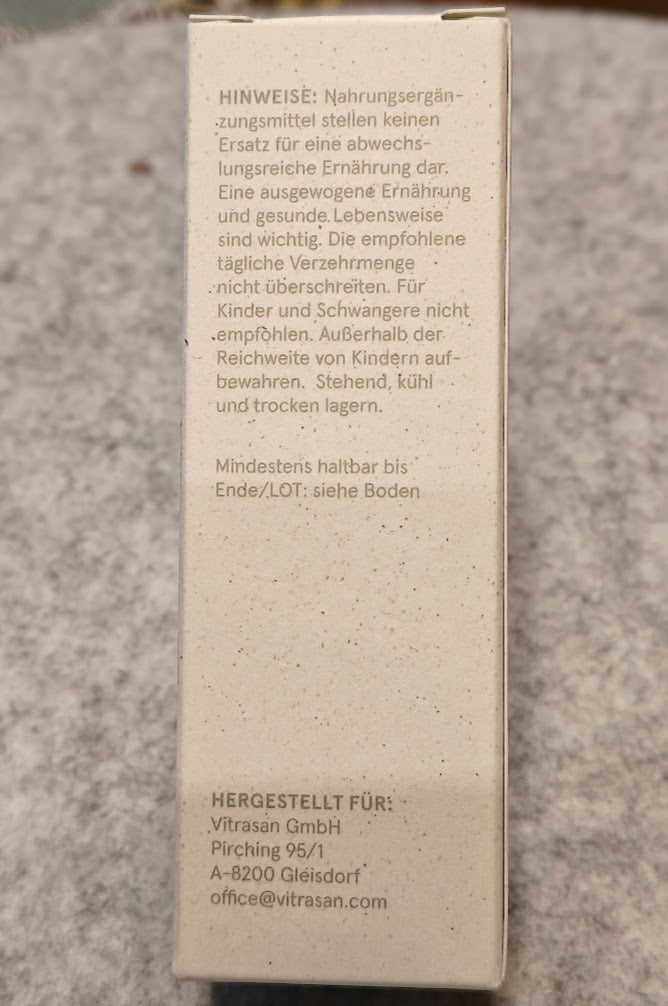 HINWEISE: Nahrungsergän-
zungsmittel stellen keinen
Ersatz für eine abwechs-
lungsreiche Ernährung dar.
Eine ausgewogene Ernährung
und gesunde Lebensweise
sind wichtig. Die empfohlene
tägliche Verzehrmenge
nicht überschreiten. Für
Kinder und Schwangere nicht
empfohlen. Außerhalb der
Reichweite von Kindern auf-
bewahren. Stehend, kühl
und trocken lagern.
Mindestens haltbar bis
Ende/LOT: siehe Boden
HERGESTELLT FÜR:
Vitrasan GmbH
Pirching 95/1
A-8200 Gleisdorf
office@vitrasan.com